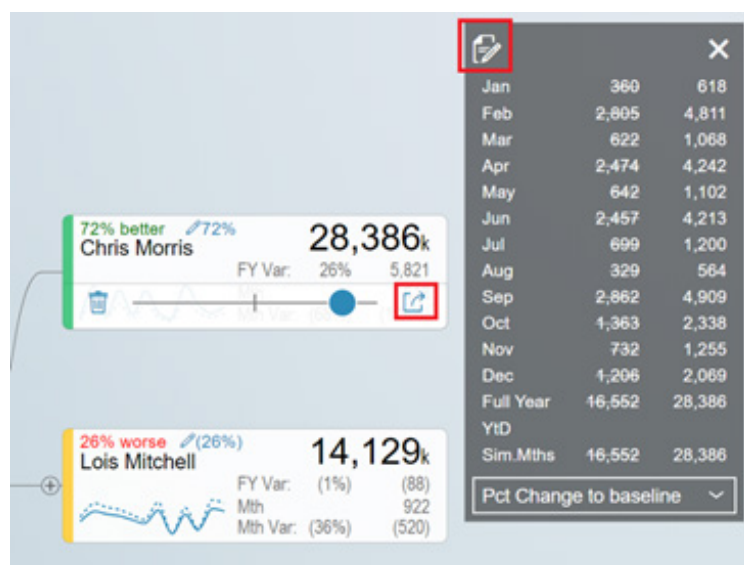 72% better 72%
Chris Morris
28,386k
FY Var: 26% 5,821
Mth Var:
26% worse (26%)
Lois Mitchell
14,129k
FY Var: (1%) (88)
Mth 922
Mth Var: (36%) (520)
Jan 360 618
Feb 2,805 4,811
Mar 622 1,068
Apr 2,474 4,242
May 642 1,102
Jun 2,457 4,213
Jul 699 1,200
Aug 329 564
Sep 2,862 4,909
Oct 1,363 2,338
Nov 732 1,255
Dec 1,206 2,069
Full Year 16,552 28,386
YtD
Sim.Mths 16,552 28,386
Pct Change to baseline